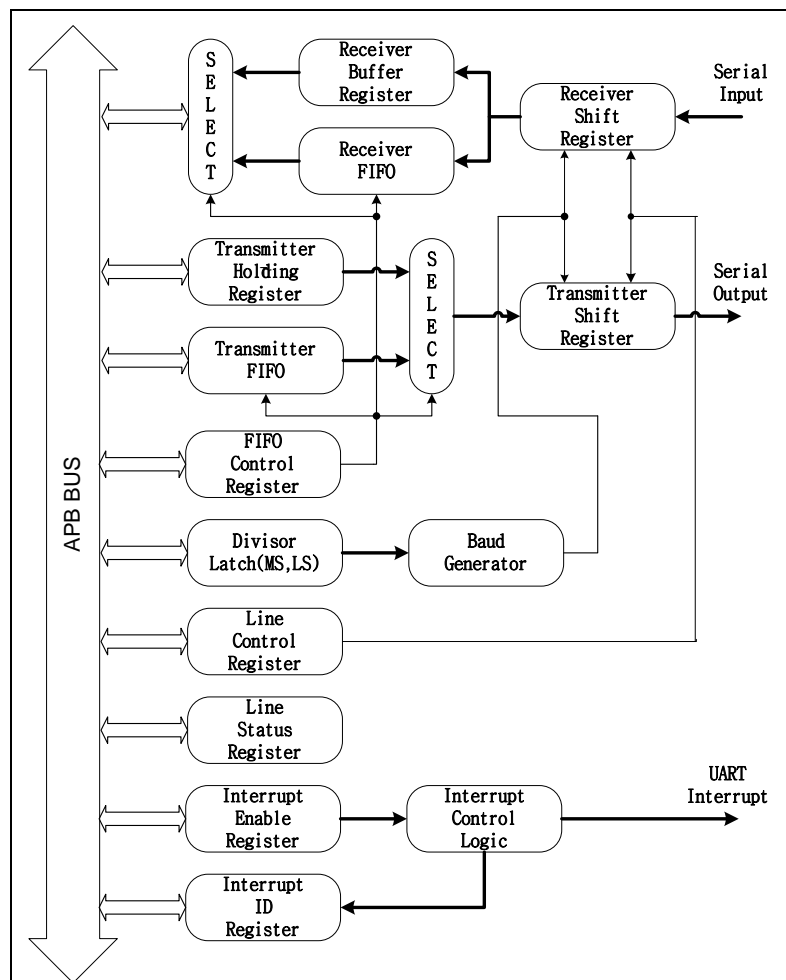 S
E
L
E
C
T
Receiver
Buffer
Register
Receiver
FIFO
Receiver
Shift
Register
Serial
Input
Transmitter
Holding
Register
Transmitter
FIFO
S
E
L
E
C
T
Transmitter
Shift
Register
Serial
Output
FIFO
Control
Register
APB BUS
Divisor
Latch(MS,LS)
Baud
Generator
Line
Control
Register
Line
Status
Register
Interrupt
Enable
Register
Interrupt
Control
Logic
UART
Interrupt
Interrupt
ID
Register